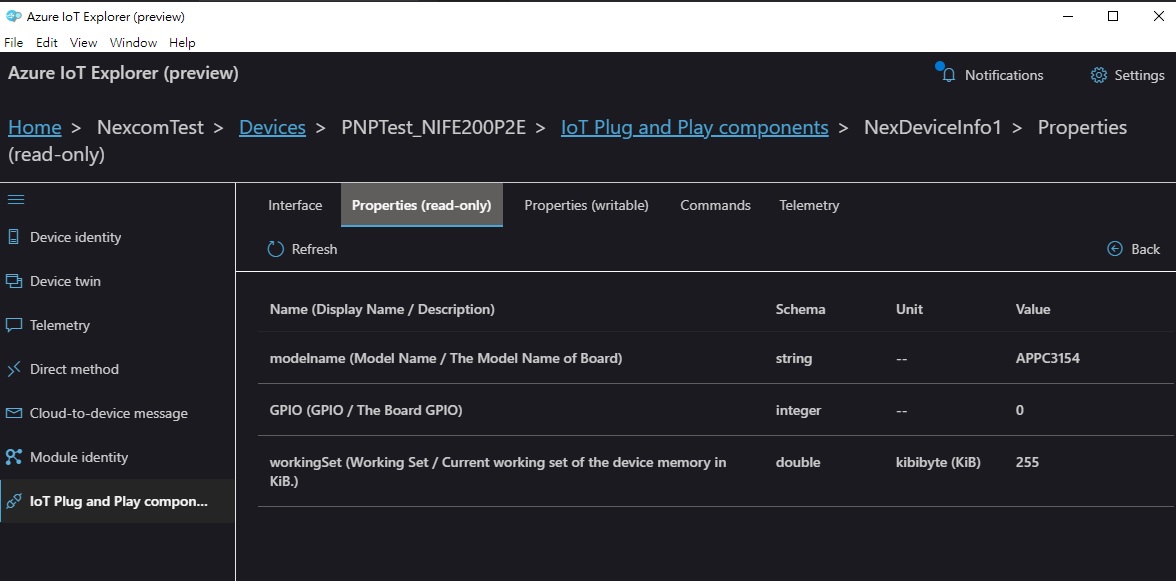 Azure IoT Explorer (preview)
File Edit View Window Help
Azure IoT Explorer (preview)
Notifications
Settings
Home > NexcomTest > Devices > PNPTest_NIFE200P2E > IoT Plug and Play components > NexDeviceInfo1 > Properties
(read-only)
Interface Properties (read-only) Properties (writable) Commands Telemetry
Device identity
Refresh Back
Device twin
Name (Display Name / Description) Schema Unit Value
Telemetry
modelname (Model Name / The Model Name of Board) string -- APPC3154
Direct method
GPIO (GPIO / The Board GPIO) integer -- 0
Cloud-to-device message
Module identity
workingSet (Working Set / Current working set of the device memory in double kibibyte (KiB) 255
KiB.)
IoT Plug and Play compon...